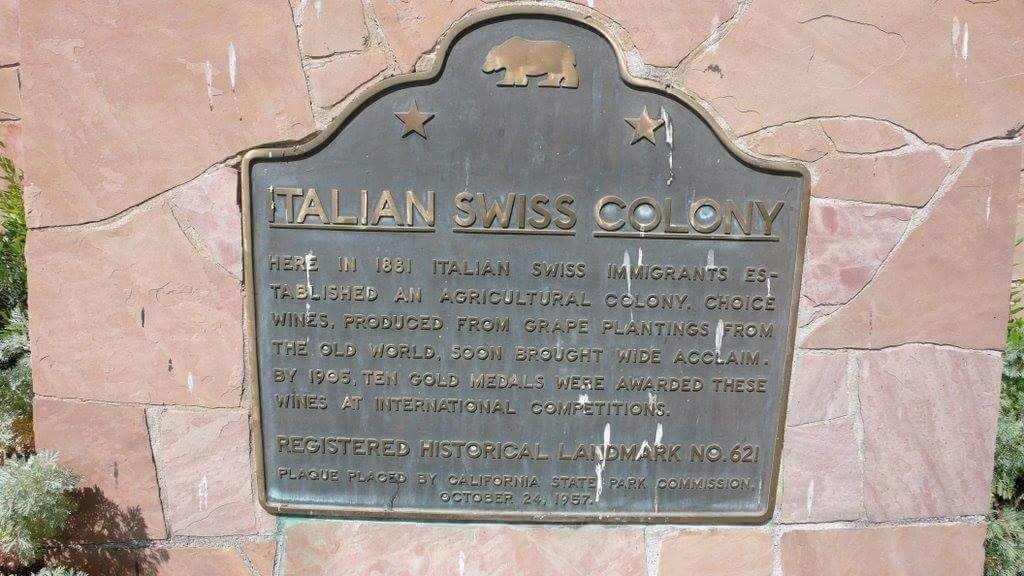 ITALIAN SWISS COLONY
HERE IN 1881 ITALIAN SWISS IMMIGRANTS ES-
TABLISHED AN AGRICULTURAL COLONY. CHOICE
WINES, PRODUCED FROM GRAPE PLANTINGS FROM
THE OLD WORLD, SOON BROUGHT WIDE ACCLAIM.
BY 1905, TEN GOLD MEDALS WERE AWARDED THESE
WINES AT INTERNATIONAL COMPETITIONS.
REGISTERED HISTORICAL LANDMARK NO. 621
PLAQUE PLACED BY CALIFORNIA STATE PARK COMMISSION.
OCTOBER 24, 1957.